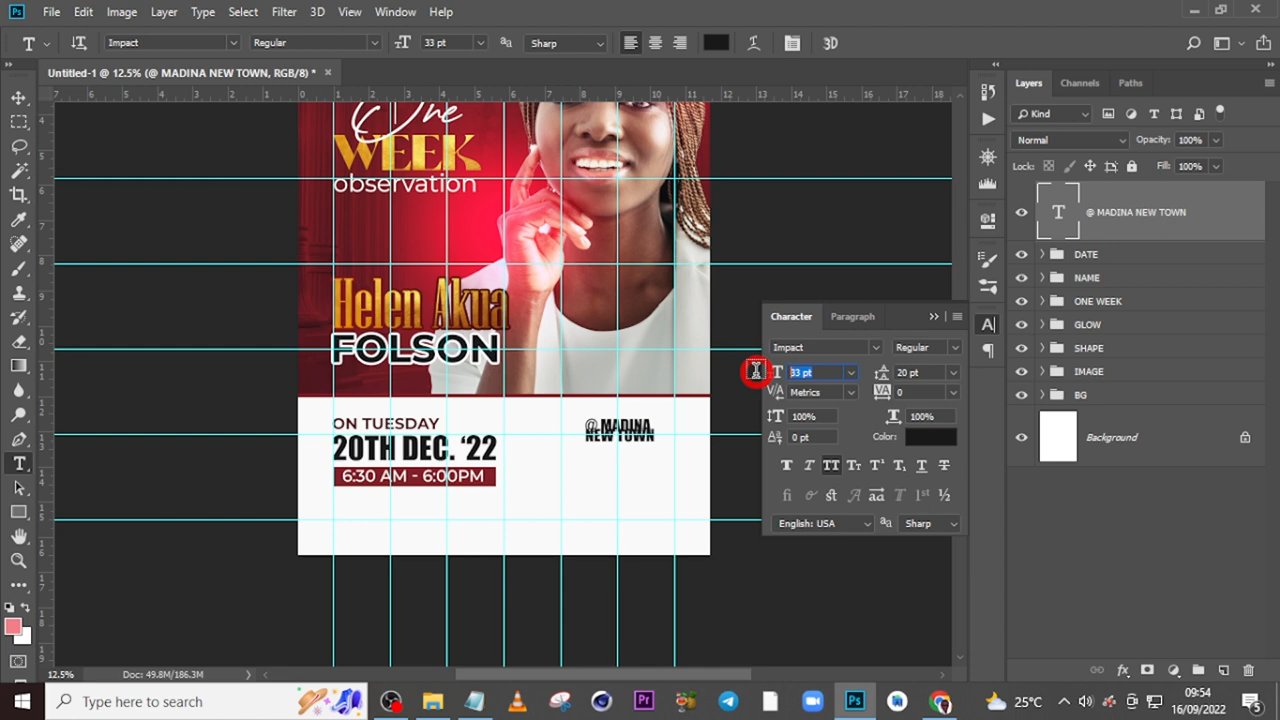 File Edit Image Layer Type Select Filter 3D View Window Help
Impact Regular 33 pt Sharp 3D
Untitled-1 @ 12.5% (@ MADINA NEW TOWN, RGB/8) *
One
WEEK
observation
Helen Akua
FOLSON
ON TUESDAY
20TH DEC. ‘22
6:30 AM - 6:00PM
@ MADINA
NEW TOWN
Character Paragraph
Impact Regular
33 pt 20 pt
Metrics 0
100% 100%
0 pt Color:
English: USA Sharp
Layers Channels Paths
Kind
Normal Opacity: 100%
Lock: Fill: 100%
@ MADINA NEW TOWN
DATE
NAME
ONE WEEK
GLOW
SHAPE
IMAGE
BG
Background
12.5% Doc: 49.8M/186.3M
Type here to search
25°C
09:54
16/09/2022
5